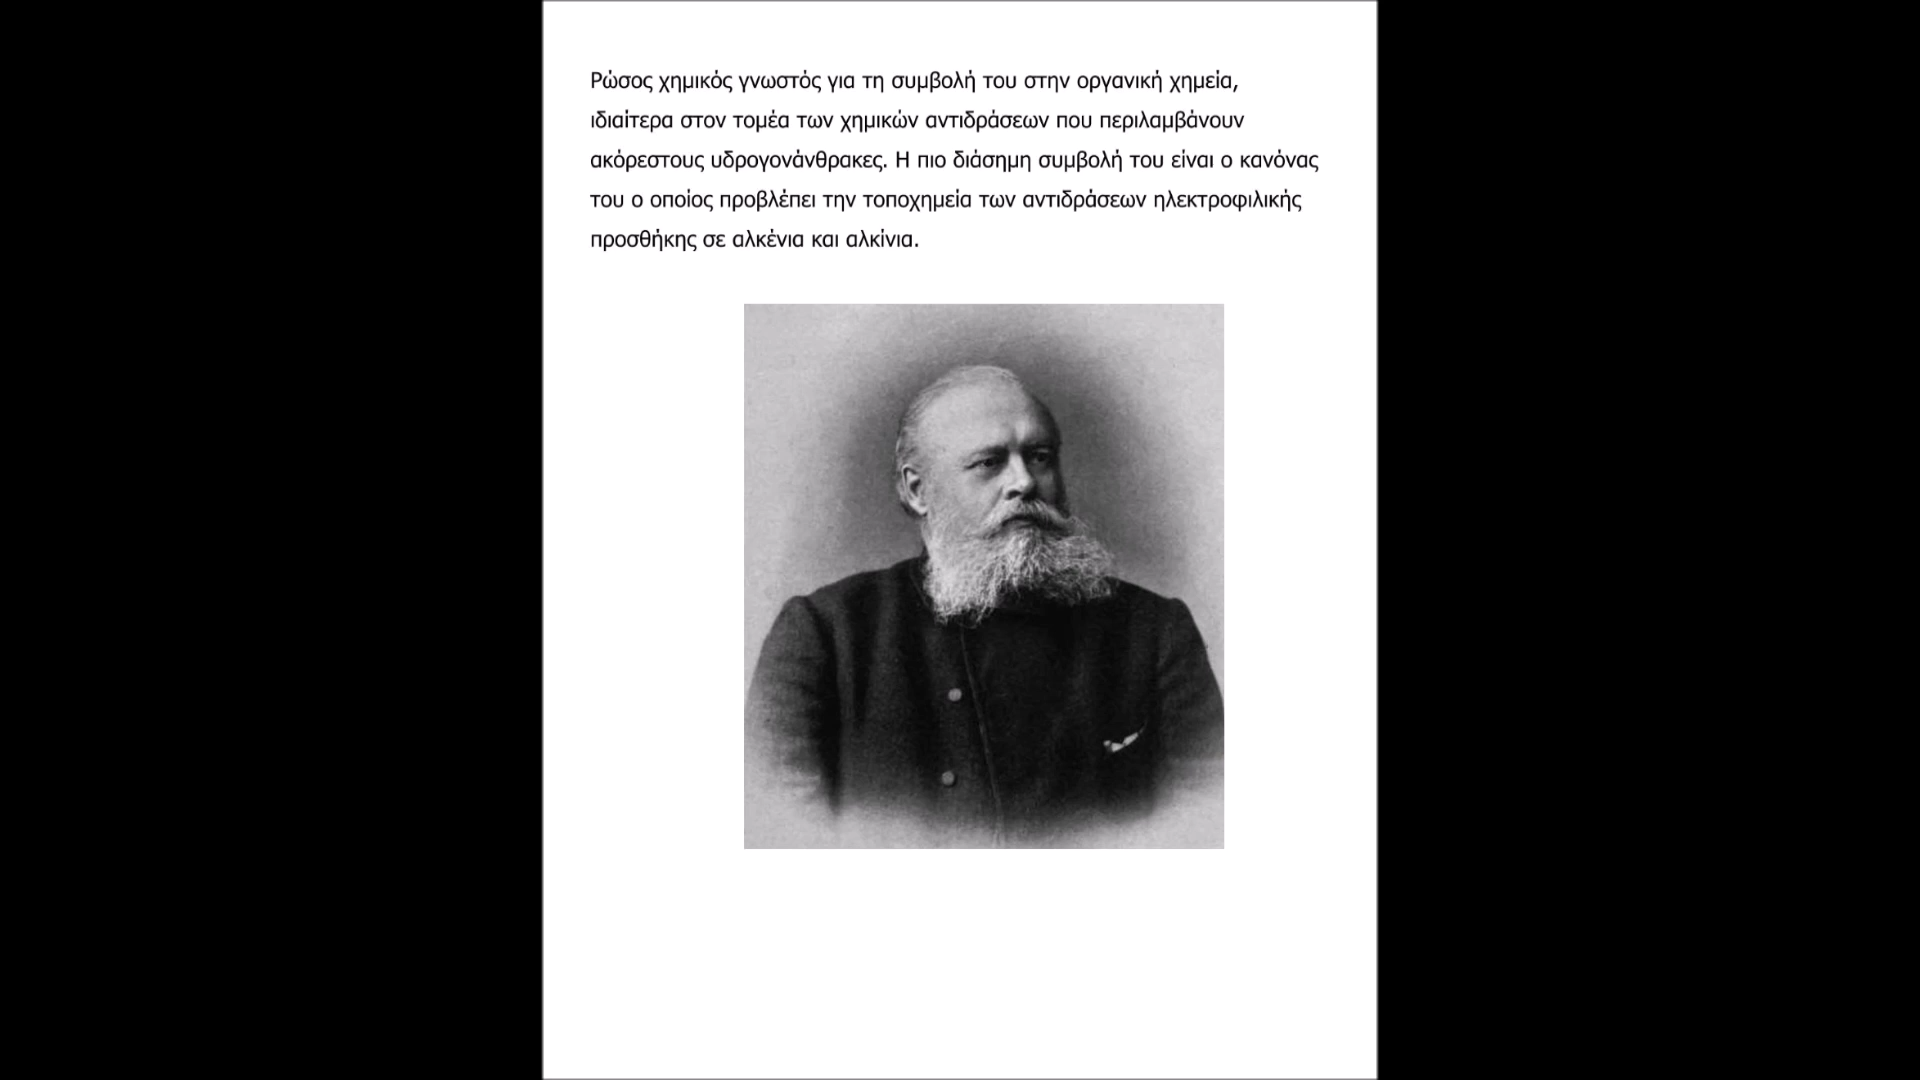 Ρώσος χημικός γνωστός για τη συμβολή του στην οργανική χημεία,
ιδιαίτερα στον τομέα των χημικών αντιδράσεων που περιλαμβάνουν
ακόρεστους υδρογονάνθρακες. Η πιο διάσημη συμβολή του είναι ο κανόνας
του ο οποίος προβλέπει την τοποχημεία των αντιδράσεων ηλεκτροφιλικής
προσθήκης σε αλκένια και αλκίνια.